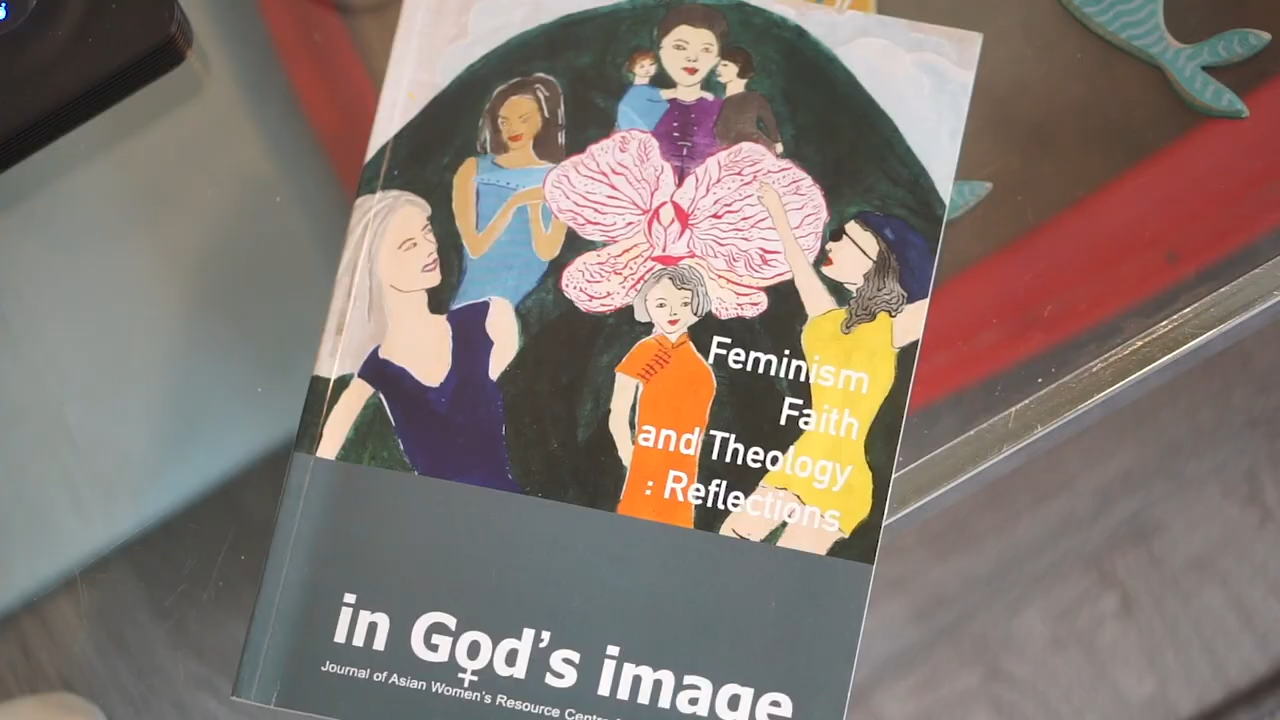 Feminism
Faith
and Theology
: Reflections
in God's image
Journal of Asian Women's Resource Centre